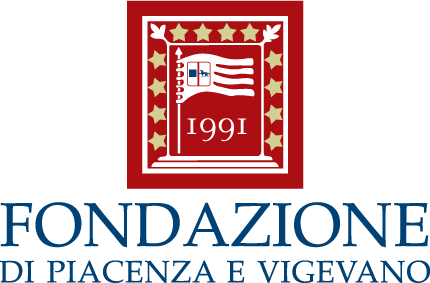 1991
FONDAZIONE
DI PIACENZA E VIGEVANO